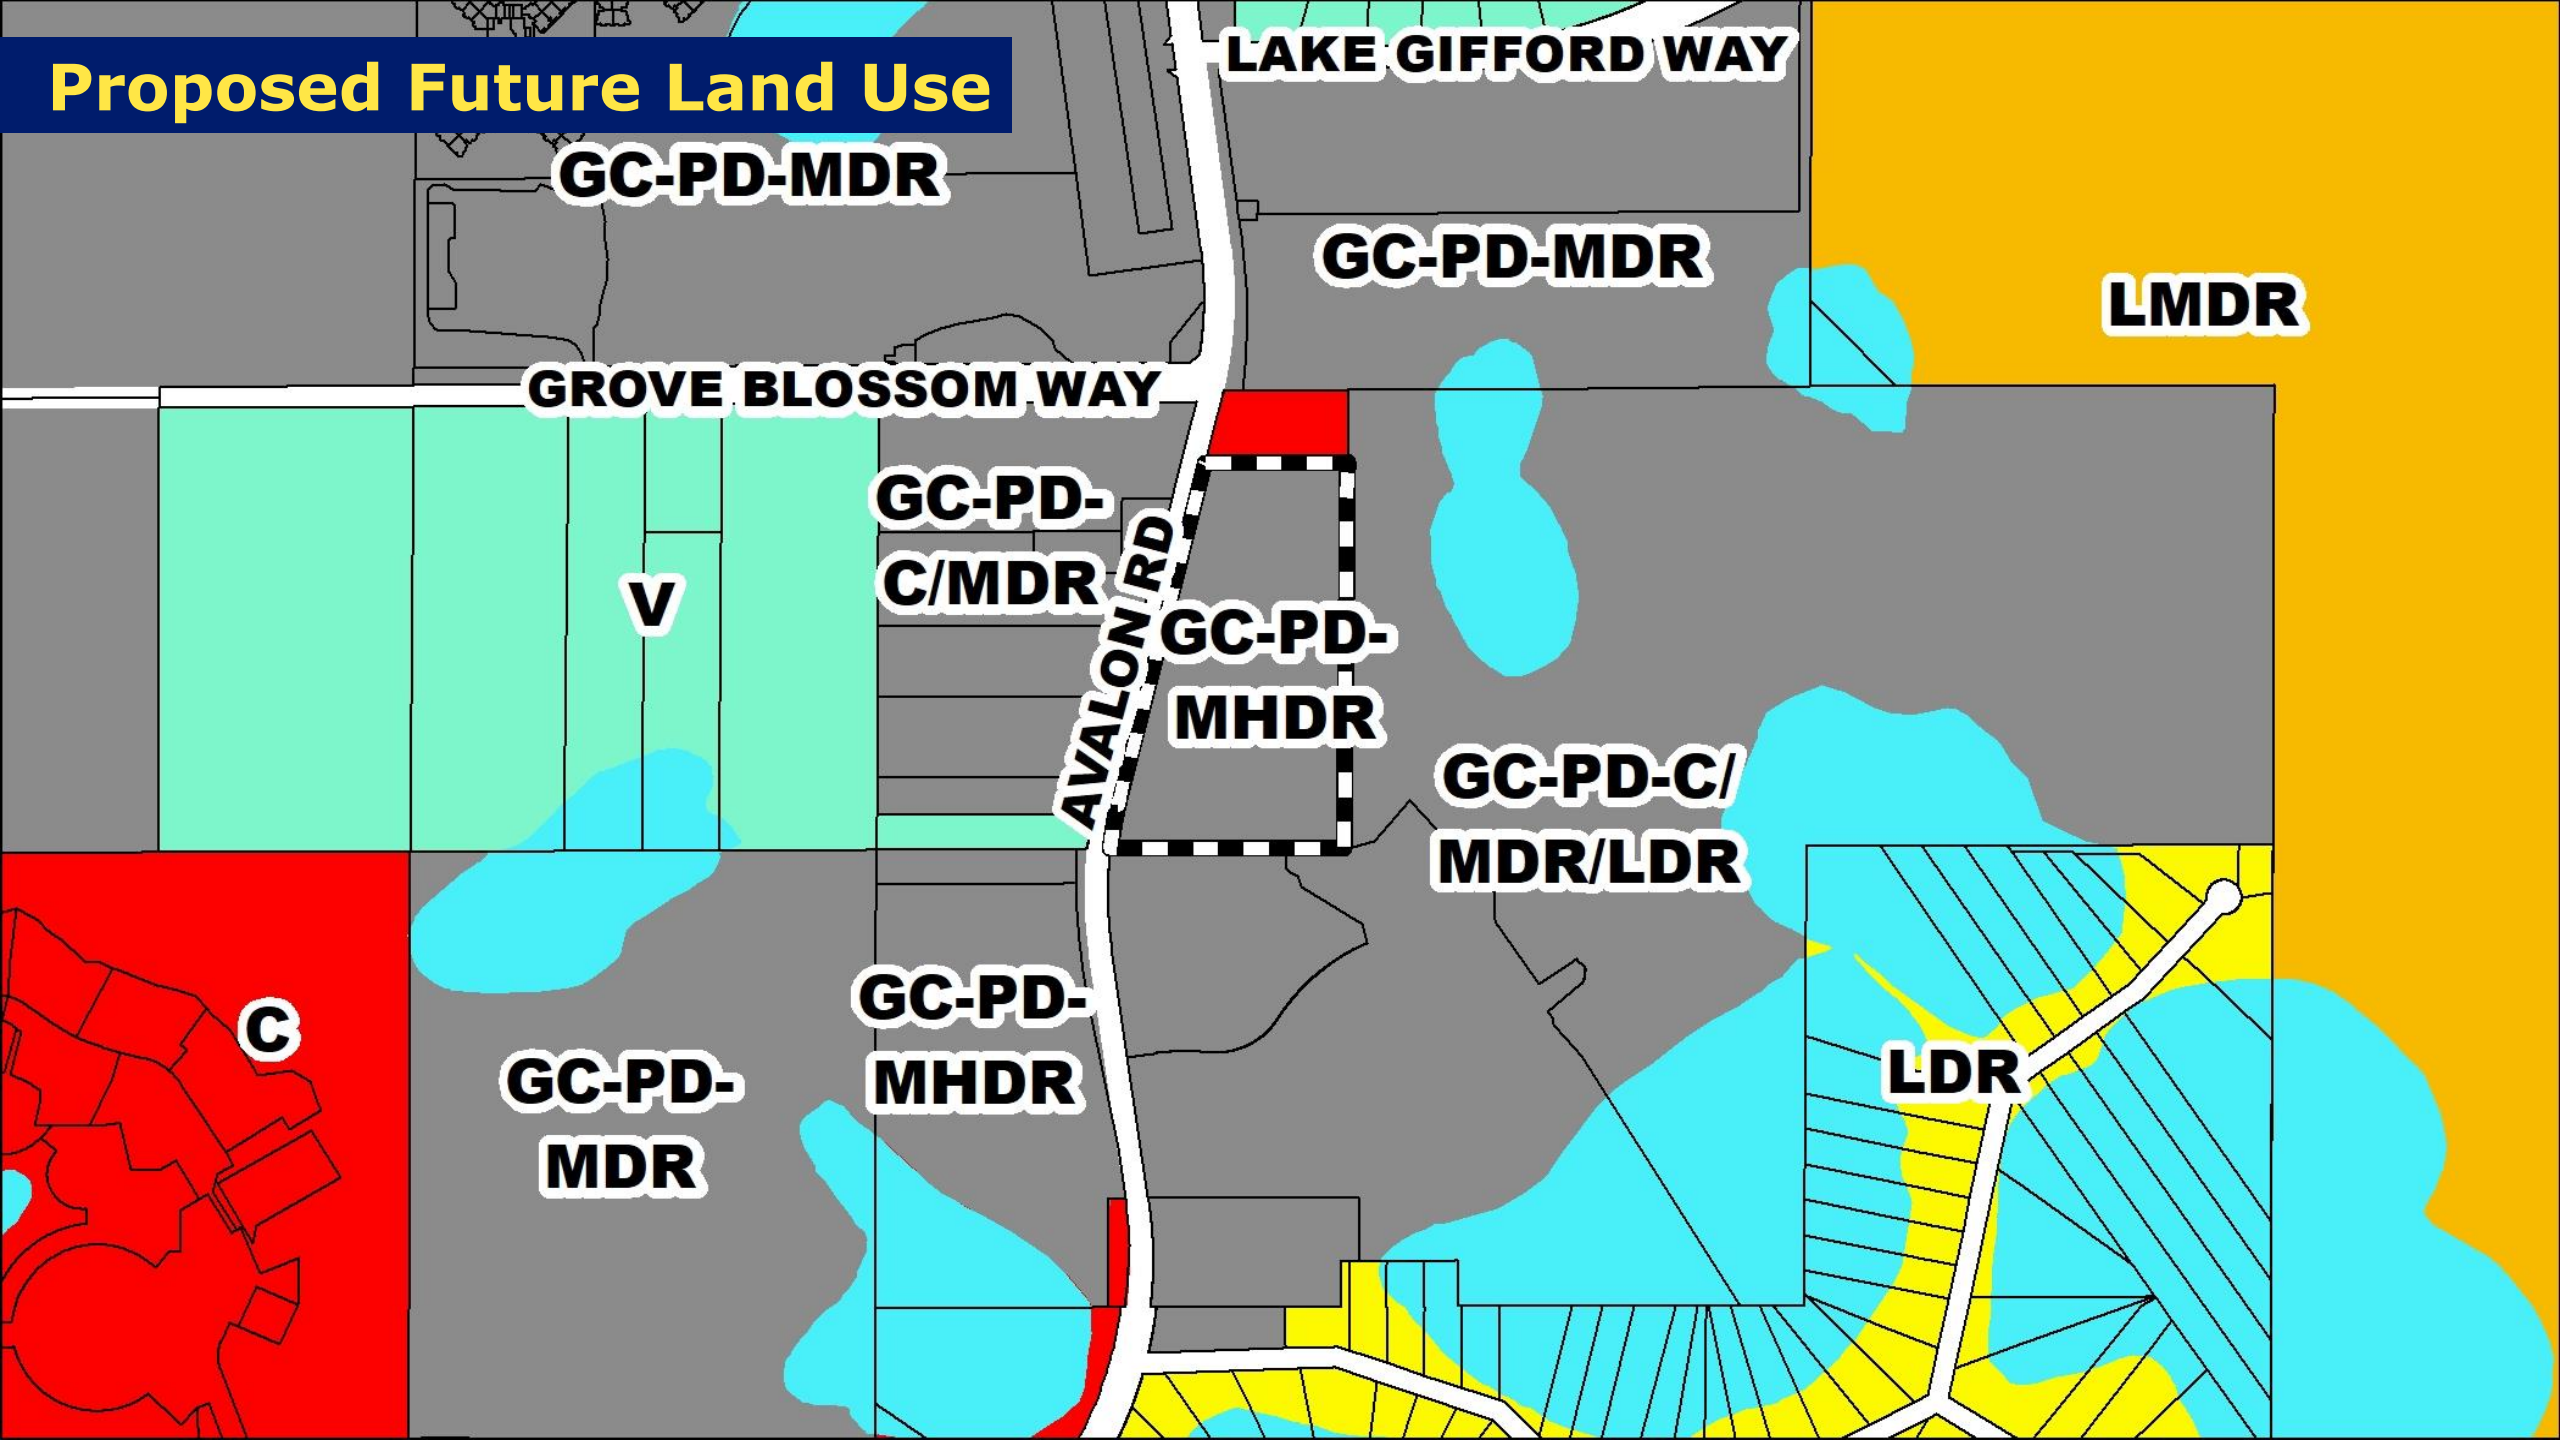 Proposed Future Land Use
LAKE GIFFORD WAY
GC-PD-MDR
GC-PD-MDR
LMDR
GROVE BLOSSOM WAY
GC-PD-
C/MDR
V
AVALON RD
GC-PD-
MHDR
GC-PD-C/
MDR/LDR
C
GC-PD-
MHDR
GC-PD-
MDR
LDR